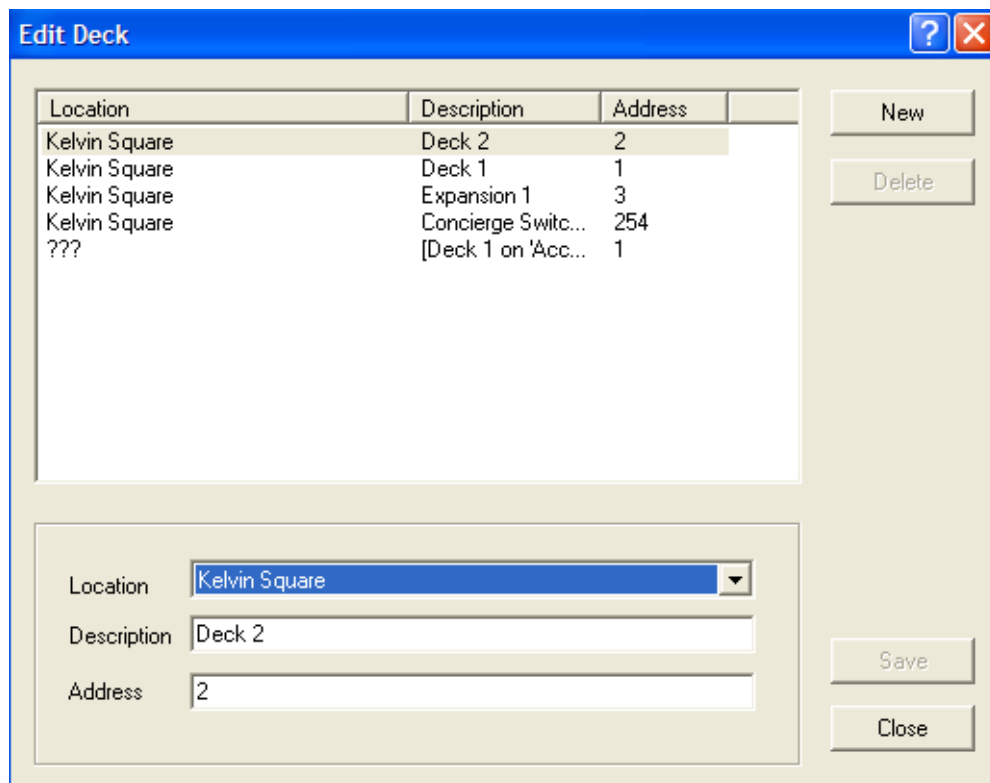 Edit Deck
Location Description Address
New
Kelvin Square Deck 2 2
Kelvin Square Deck 1 1
Delete
Kelvin Square Expansion 1 3
Kelvin Square Concierge Switc... 254
??? [Deck 1 on 'Acc... 1
Location Kelvin Square
Description Deck 2
Save
Address 2
Close